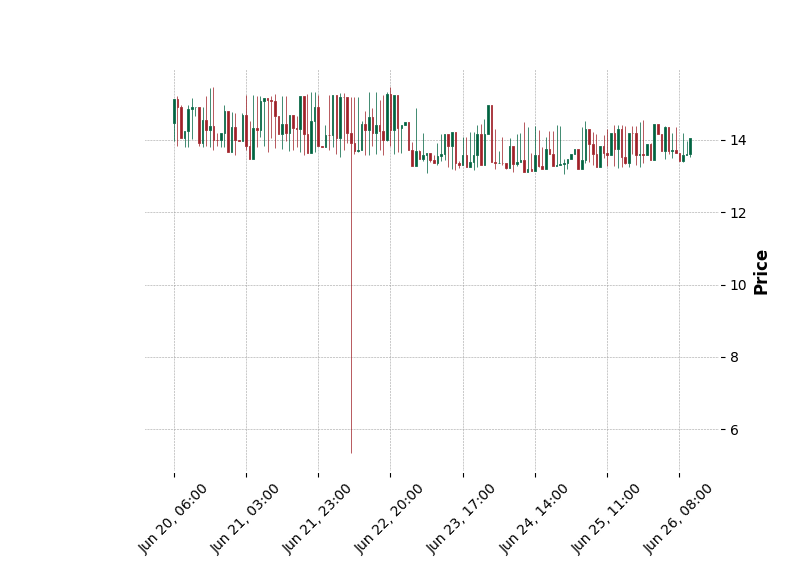 14
12
10
8
6
Price
Jun 20, 06:00
Jun 21, 03:00
Jun 21, 23:00
Jun 22, 20:00
Jun 23, 17:00
Jun 24, 14:00
Jun 25, 11:00
Jun 26, 08:00